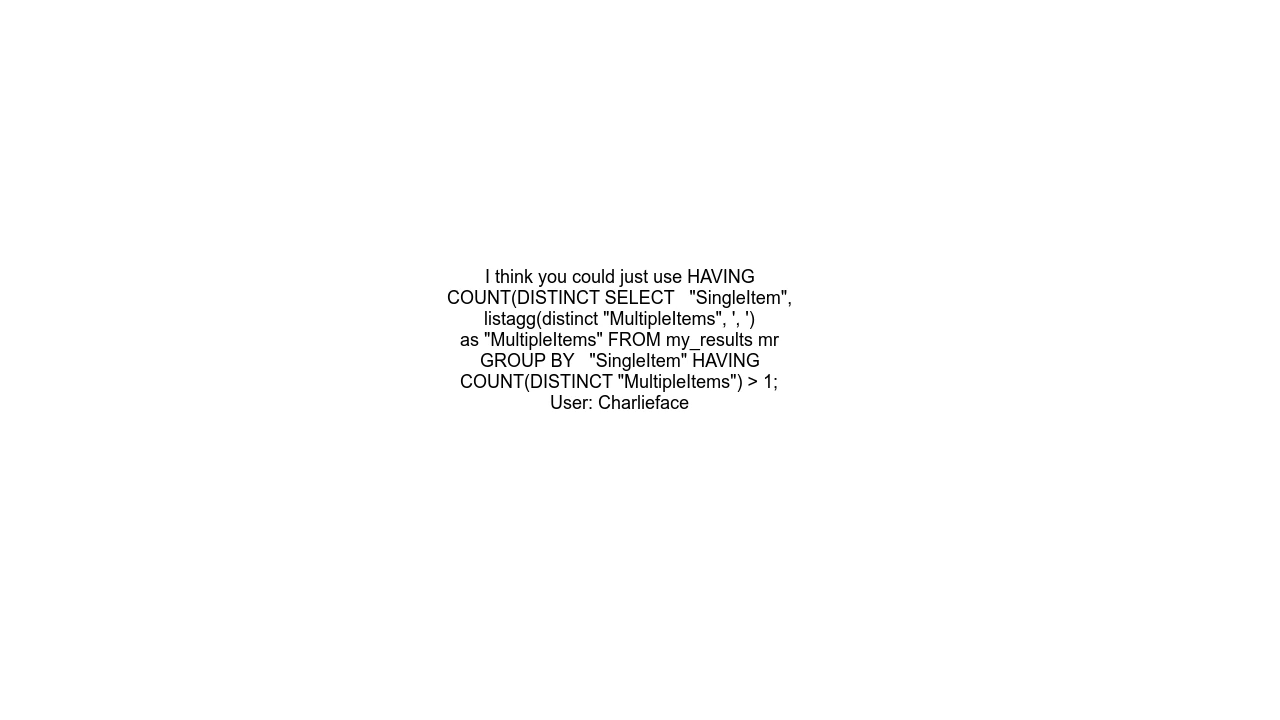 I think you could just use HAVING
COUNT(DISTINCT SELECT   "SingleItem",
listagg(distinct "MultipleItems", ', ')
as "MultipleItems" FROM my_results mr
GROUP BY   "SingleItem" HAVING
COUNT(DISTINCT "MultipleItems") > 1;
User: Charlieface